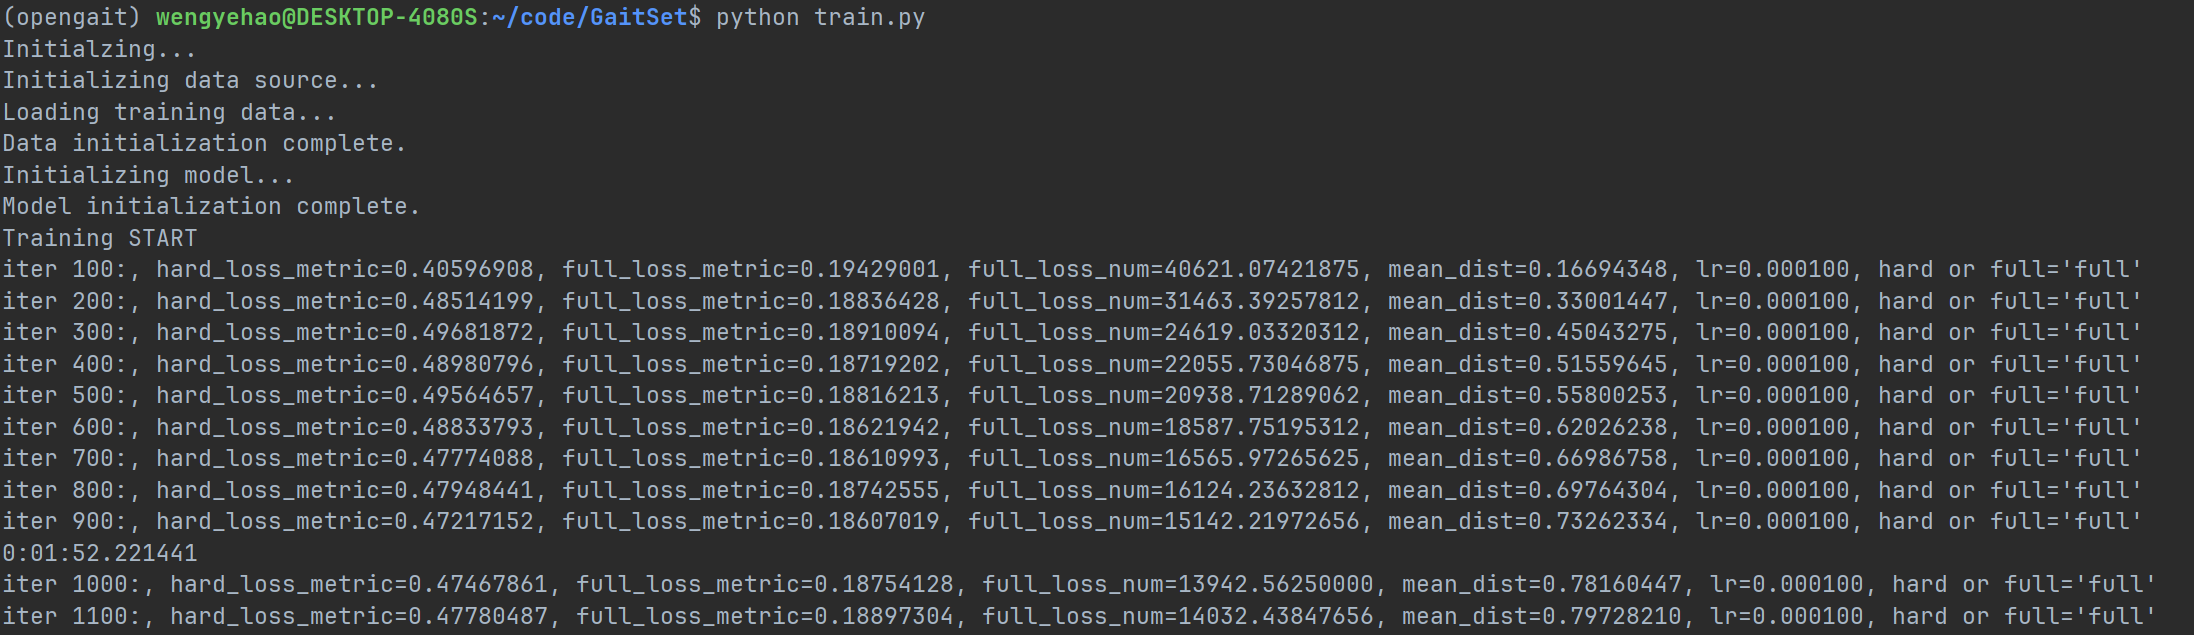 (opengait) wengyehao@DESKTOP-4080S:~/code/GaitSet$ python train.py
Initialzing...
Initializing data source...
Loading training data...
Data initialization complete.
Initializing model...
Model initialization complete.
Training START
iter 100:, hard_loss_metric=0.40596908, full_loss_metric=0.19429001, full_loss_num=40621.07421875, mean_dist=0.16694348, lr=0.000100, hard or full='full'
iter 200:, hard_loss_metric=0.48514199, full_loss_metric=0.18836428, full_loss_num=31463.39257812, mean_dist=0.33001447, lr=0.000100, hard or full='full'
iter 300:, hard_loss_metric=0.49681872, full_loss_metric=0.18910094, full_loss_num=24619.03320312, mean_dist=0.45043275, lr=0.000100, hard or full='full'
iter 400:, hard_loss_metric=0.48980796, full_loss_metric=0.18719202, full_loss_num=22055.73046875, mean_dist=0.51559645, lr=0.000100, hard or full='full'
iter 500:, hard_loss_metric=0.49564657, full_loss_metric=0.18816213, full_loss_num=20938.71289062, mean_dist=0.55800253, lr=0.000100, hard or full='full'
iter 600:, hard_loss_metric=0.48833793, full_loss_metric=0.18621942, full_loss_num=18587.75195312, mean_dist=0.62026238, lr=0.000100, hard or full='full'
iter 700:, hard_loss_metric=0.47774088, full_loss_metric=0.18610993, full_loss_num=16565.97265625, mean_dist=0.66986758, lr=0.000100, hard or full='full'
iter 800:, hard_loss_metric=0.47948441, full_loss_metric=0.18742555, full_loss_num=16124.23632812, mean_dist=0.69764304, lr=0.000100, hard or full='full'
iter 900:, hard_loss_metric=0.47217152, full_loss_metric=0.18607019, full_loss_num=15142.21972656, mean_dist=0.73262334, lr=0.000100, hard or full='full'
0:01:52.221441
iter 1000:, hard_loss_metric=0.47467861, full_loss_metric=0.18754128, full_loss_num=13942.56250000, mean_dist=0.78160447, lr=0.000100, hard or full='full'
iter 1100:, hard_loss_metric=0.47780487, full_loss_metric=0.18897304, full_loss_num=14032.43847656, mean_dist=0.79728210, lr=0.000100, hard or full='full'